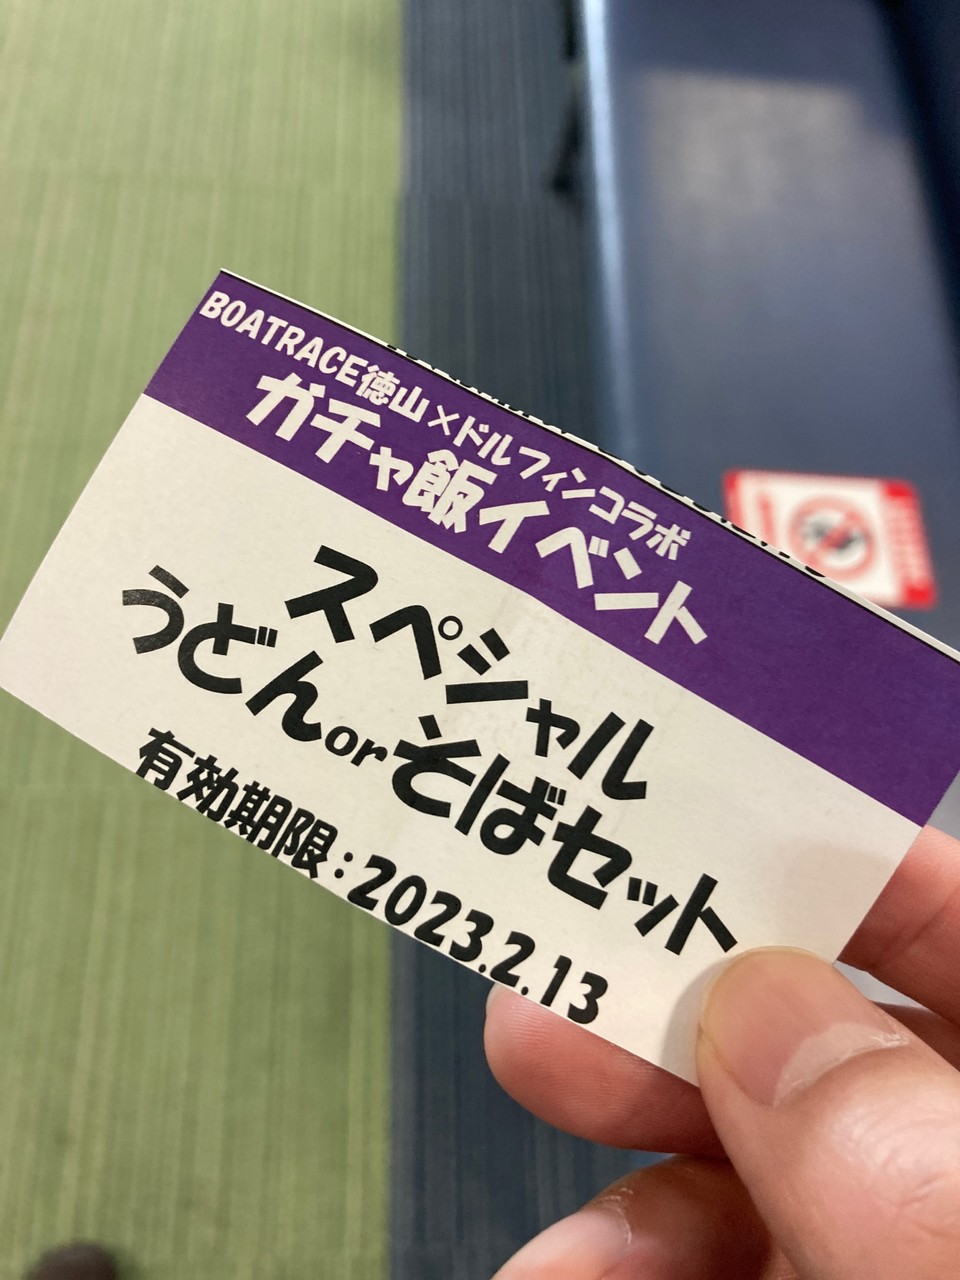 BOATRACE徳山×ドルフィンコラボ
ガチャ飯イベント
スペシャル
うどんorそばセット
有効期限:2023.2.13